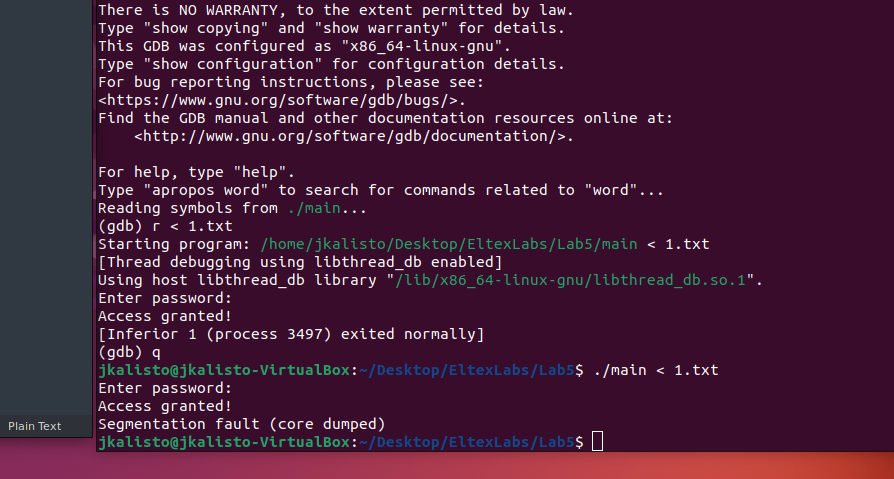 There is NO WARRANTY, to the extent permitted by law.
Type "show copying" and "show warranty" for details.
This GDB was configured as "x86_64-linux-gnu".
Type "show configuration" for configuration details.
For bug reporting instructions, please see:
<https://www.gnu.org/software/gdb/bugs/>.
Find the GDB manual and other documentation resources online at:
    <http://www.gnu.org/software/gdb/documentation/>.

For help, type "help".
Type "apropos word" to search for commands related to "word"...
Reading symbols from ./main...
(gdb) r < 1.txt
Starting program: /home/jkalisto/Desktop/EltexLabs/Lab5/main < 1.txt
[Thread debugging using libthread_db enabled]
Using host libthread_db library "/lib/x86_64-linux-gnu/libthread_db.so.1".
Enter password:
Access granted!
[Inferior 1 (process 3497) exited normally]
(gdb) q
jkalisto@jkalisto-VirtualBox:~/Desktop/EltexLabs/Lab5$ ./main < 1.txt
Enter password:
Access granted!
Segmentation fault (core dumped)
jkalisto@jkalisto-VirtualBox:~/Desktop/EltexLabs/Lab5$
Plain Text